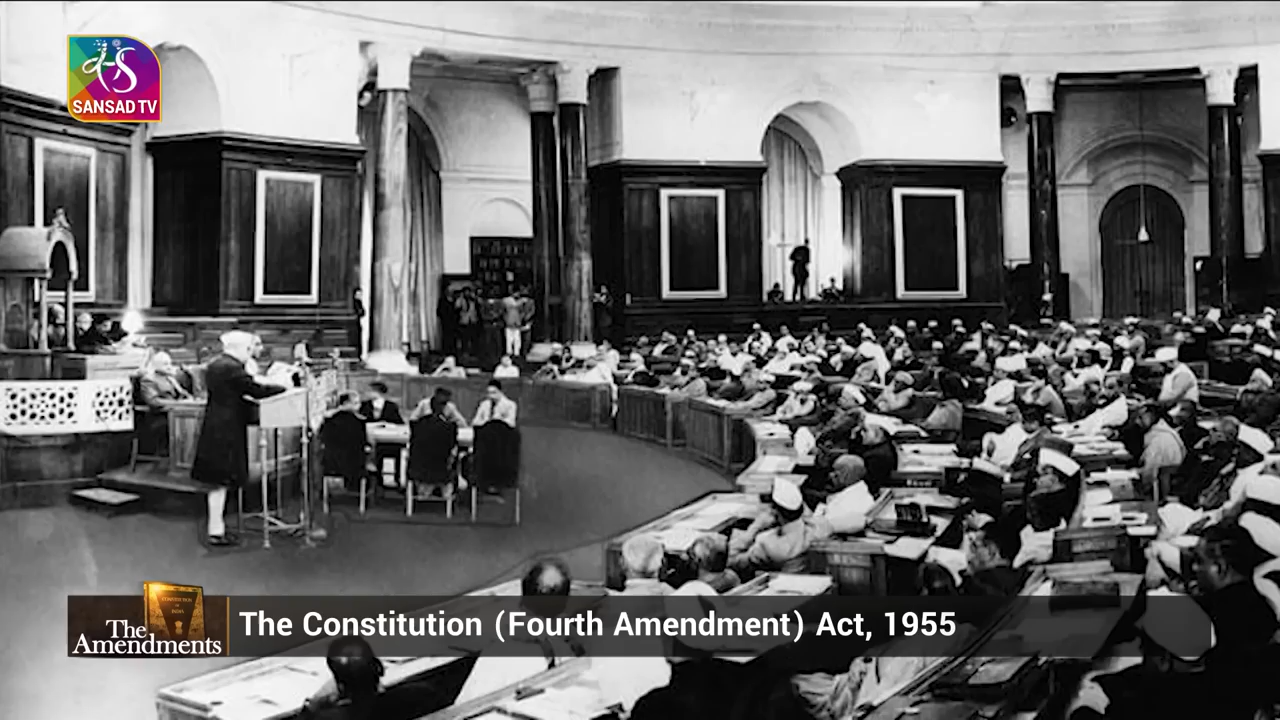 SANSAD TV
The
Amendments
The Constitution (Fourth Amendment) Act, 1955